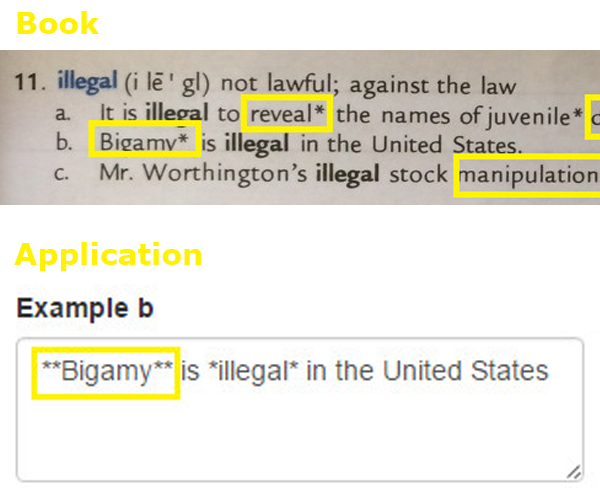 Book
11. illegal (i lē' gl) not lawful; against the law
a. It is illegal to reveal* the names of juvenile*
b. Bigamy* is illegal in the United States.
c. Mr. Worthington's illegal stock manipulation
Application
Example b
**Bigamy** is *illegal* in the United States